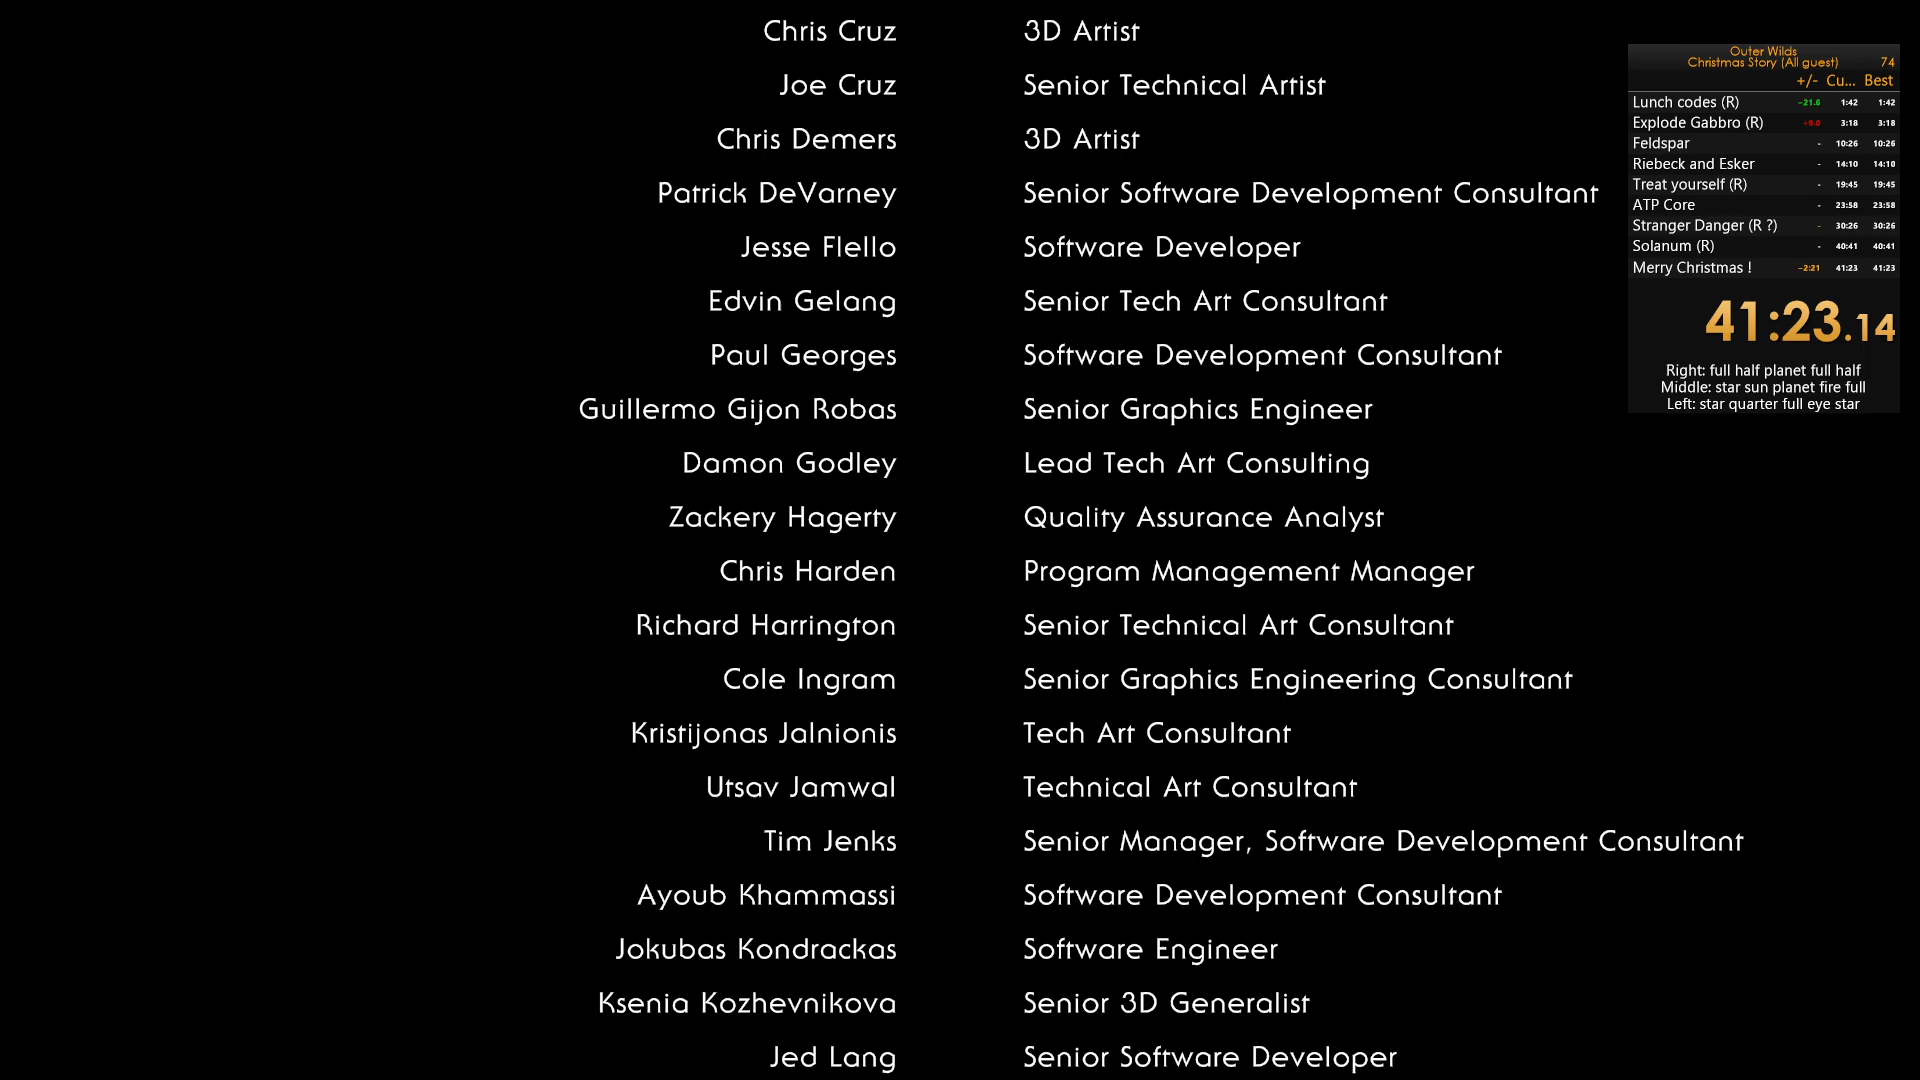 Chris Cruz 3D Artist
Joe Cruz Senior Technical Artist
Chris Demers 3D Artist
Patrick DeVarney Senior Software Development Consultant
Jesse Flello Software Developer
Edvin Gelang Senior Tech Art Consultant
Paul Georges Software Development Consultant
Guillermo Gijon Robas Senior Graphics Engineer
Damon Godley Lead Tech Art Consulting
Zackery Hagerty Quality Assurance Analyst
Chris Harden Program Management Manager
Richard Harrington Senior Technical Art Consultant
Cole Ingram Senior Graphics Engineering Consultant
Kristijonas Jalnionis Tech Art Consultant
Utsav Jamwal Technical Art Consultant
Tim Jenks Senior Manager, Software Development Consultant
Ayoub Khammassi Software Development Consultant
Jokubas Kondrackas Software Engineer
Ksenia Kozhevnikova Senior 3D Generalist
Jed Lang Senior Software Developer
Outer Wilds
Christmas Story (All guest) 74
+/- Cu... Best
Lunch codes (R) -21.6 1:42 1:42
Explode Gabbro (R) +9.0 3:18 3:18
Feldspar - 10:26 10:26
Riebeck and Esker - 14:10 14:10
Treat yourself (R) - 19:45 19:45
ATP Core - 23:58 23:58
Stranger Danger (R ?) - 30:26 30:26
Solanum (R) - 40:41 40:41
Merry Christmas ! -2:21 41:23 41:23
41:23.14
Right: full half planet full half
Middle: star sun planet fire full
Left: star quarter full eye star